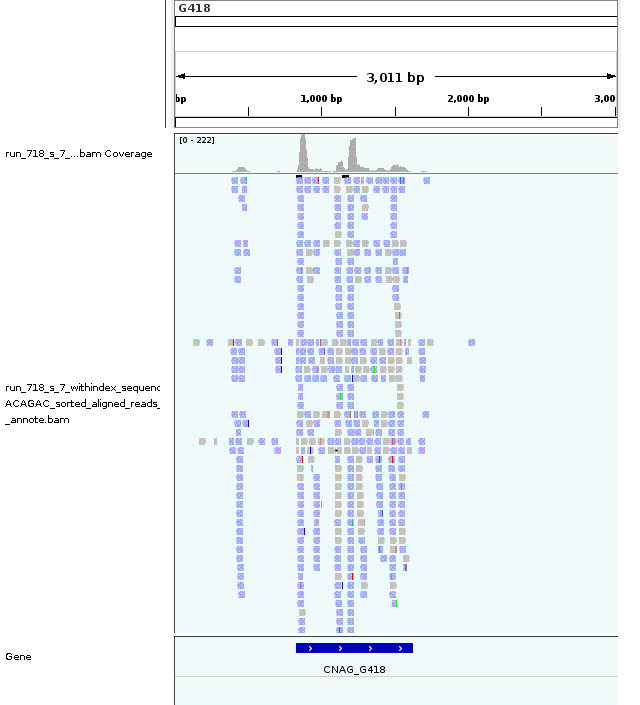 G418
3,011 bp
bp
1,000 bp
2,000 bp
3,00
[0 - 222]
run_718_s_7_...bam Coverage
run_718_s_7_withindex_sequenc
ACAGAC_sorted_aligned_reads_
_annote.bam
Gene
CNAG_G418